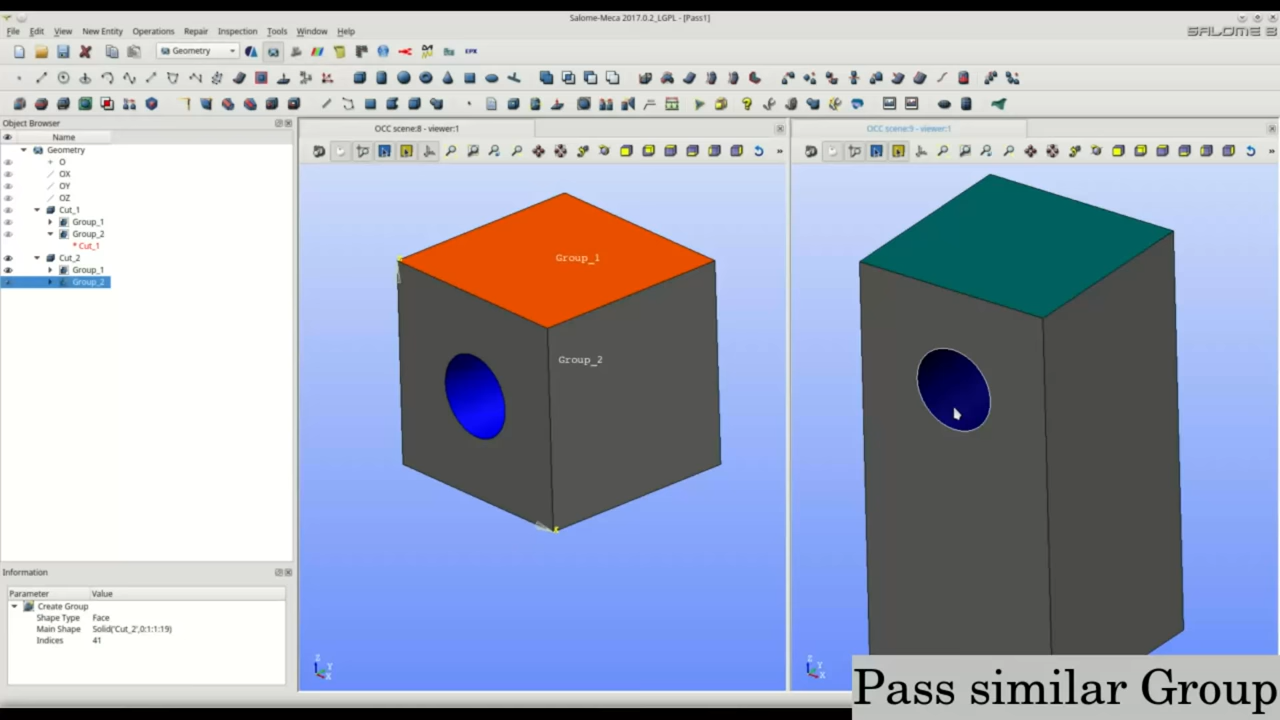 Salome-Meca 2017.0.2_LGPL - [Pass1]
File Edit View New Entity Operations Repair Inspection Tools Window Help
SALOME 8
Geometry
EPX
Object Browser
OCC scene:8 - viewer:1
OCC scene:9 - viewer:1
Name
Geometry
O
OX
OY
OZ
Cut_1
Group_1
Group_2
* Cut_1
Cut_2
Group_1
Group_2
Group_1
Group_2
Information
Parameter Value
Create Group
Shape Type Face
Main Shape Solid('Cut_2',0:1:1:19)
Indices 41
Z Y X
Z Y X
Pass similar Group